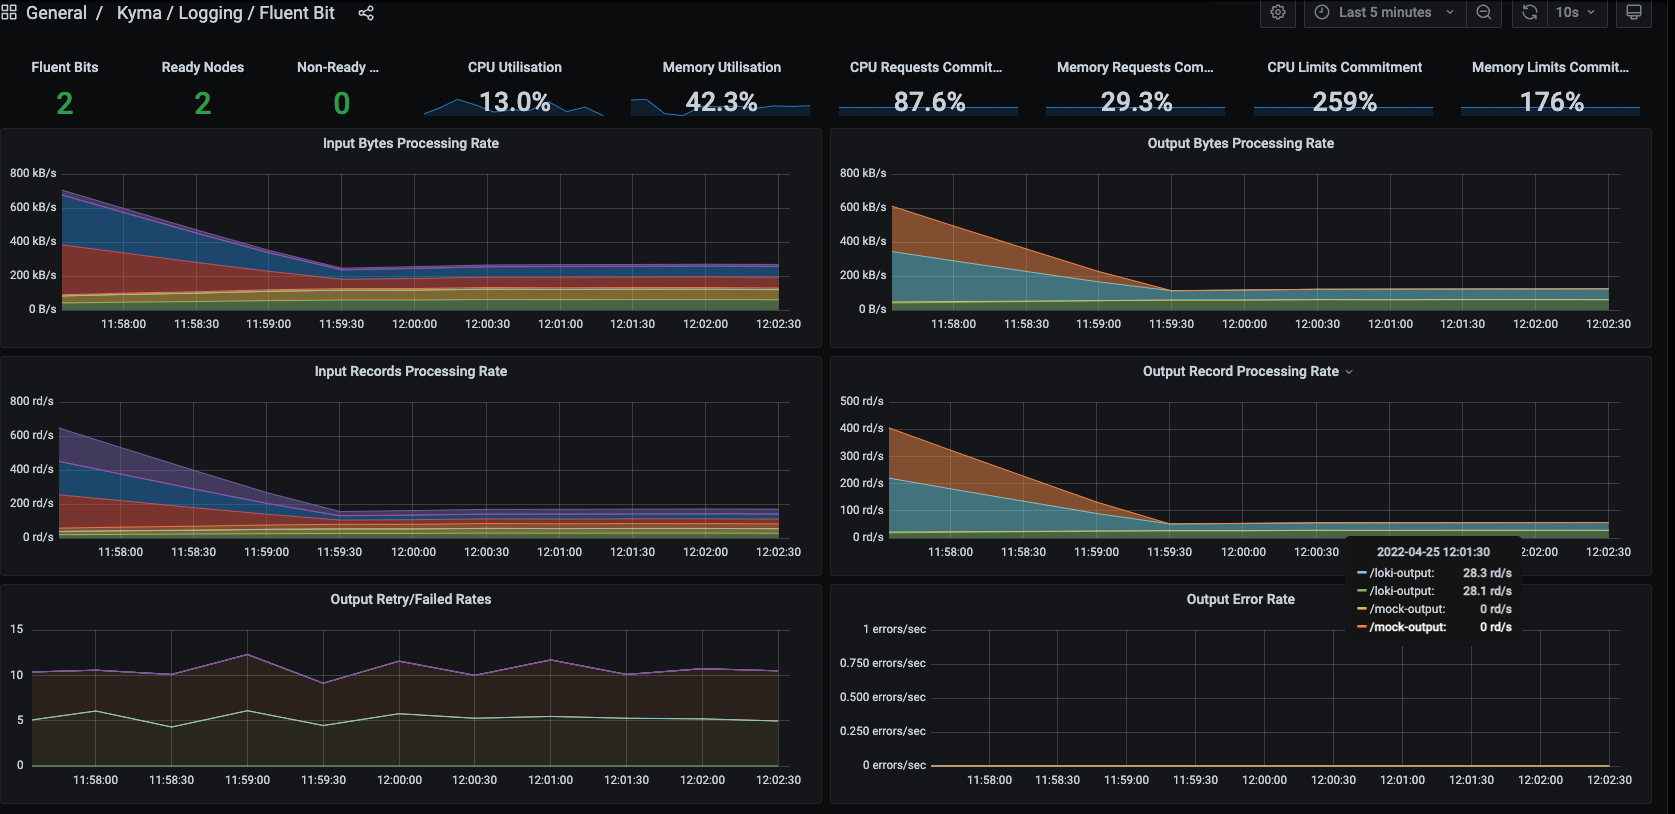 General / Kyma / Logging / Fluent Bit
Last 5 minutes
10s
Fluent Bits
Ready Nodes
Non-Ready ...
CPU Utilisation
Memory Utilisation
CPU Requests Commit...
Memory Requests Com...
CPU Limits Commitment
Memory Limits Commit...
2
2
0
13.0%
42.3%
87.6%
29.3%
259%
176%
Input Bytes Processing Rate
800 kB/s
600 kB/s
400 kB/s
200 kB/s
0 B/s
11:58:00 11:58:30 11:59:00 11:59:30 12:00:00 12:00:30 12:01:00 12:01:30 12:02:00 12:02:30
Output Bytes Processing Rate
800 kB/s
600 kB/s
400 kB/s
200 kB/s
0 B/s
11:58:00 11:58:30 11:59:00 11:59:30 12:00:00 12:00:30 12:01:00 12:01:30 12:02:00 12:02:30
Input Records Processing Rate
800 rd/s
600 rd/s
400 rd/s
200 rd/s
0 rd/s
11:58:00 11:58:30 11:59:00 11:59:30 12:00:00 12:00:30 12:01:00 12:01:30 12:02:00 12:02:30
Output Record Processing Rate
500 rd/s
400 rd/s
300 rd/s
200 rd/s
100 rd/s
0 rd/s
11:58:00 11:58:30 11:59:00 11:59:30 12:00:00 12:00:30 12:02:00 12:02:30
2022-04-25 12:01:30
/loki-output: 28.3 rd/s
/loki-output: 28.1 rd/s
/mock-output: 0 rd/s
/mock-output: 0 rd/s
Output Retry/Failed Rates
15
10
5
0
11:58:00 11:58:30 11:59:00 11:59:30 12:00:00 12:00:30 12:01:00 12:01:30 12:02:00 12:02:30
Output Error Rate
1 errors/sec
0.750 errors/sec
0.500 errors/sec
0.250 errors/sec
0 errors/sec
11:58:00 11:58:30 11:59:00 11:59:30 12:00:00 12:00:30 12:01:00 12:01:30 12:02:00 12:02:30